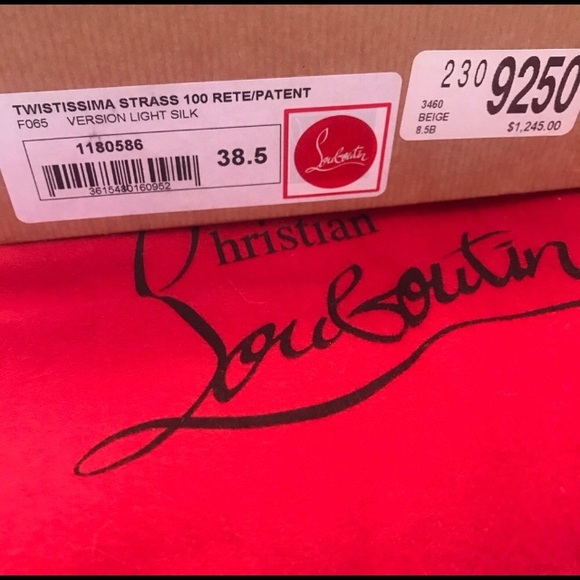 TWISTISSIMA STRASS 100 RETE/PATENT
F065 VERSION LIGHT SILK
1180586
38.5
3615480160952
Louboutin
230 9250
3460
BEIGE
8.5B
$1,245.00
Christian
Louboutin